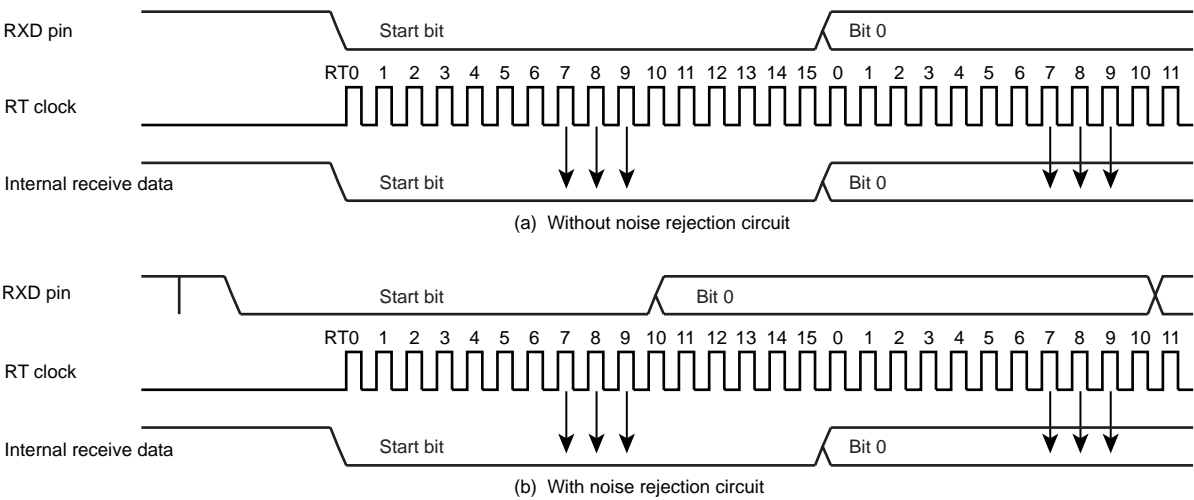 RXD pin Start bit Bit 0
RT0 1 2 3 4 5 6 7 8 9 10 11 12 13 14 15 0 1 2 3 4 5 6 7 8 9 10 11
RT clock
Internal receive data Start bit Bit 0
(a) Without noise rejection circuit
RXD pin Start bit Bit 0
RT0 1 2 3 4 5 6 7 8 9 10 11 12 13 14 15 0 1 2 3 4 5 6 7 8 9 10 11
RT clock
Internal receive data Start bit Bit 0
(b) With noise rejection circuit